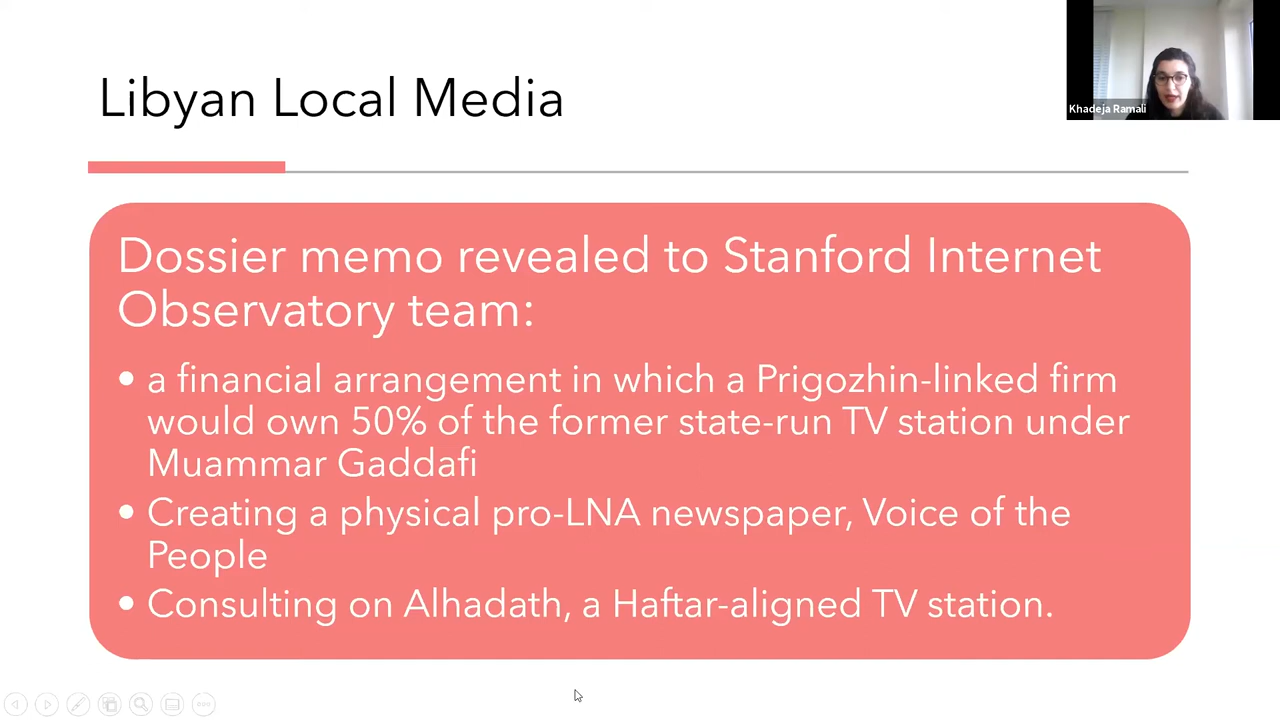 Libyan Local Media
Khadeja Ramali
Dossier memo revealed to Stanford Internet
Observatory team:
• a financial arrangement in which a Prigozhin-linked firm
would own 50% of the former state-run TV station under
Muammar Gaddafi
• Creating a physical pro-LNA newspaper, Voice of the
People
• Consulting on Alhadath, a Haftar-aligned TV station.